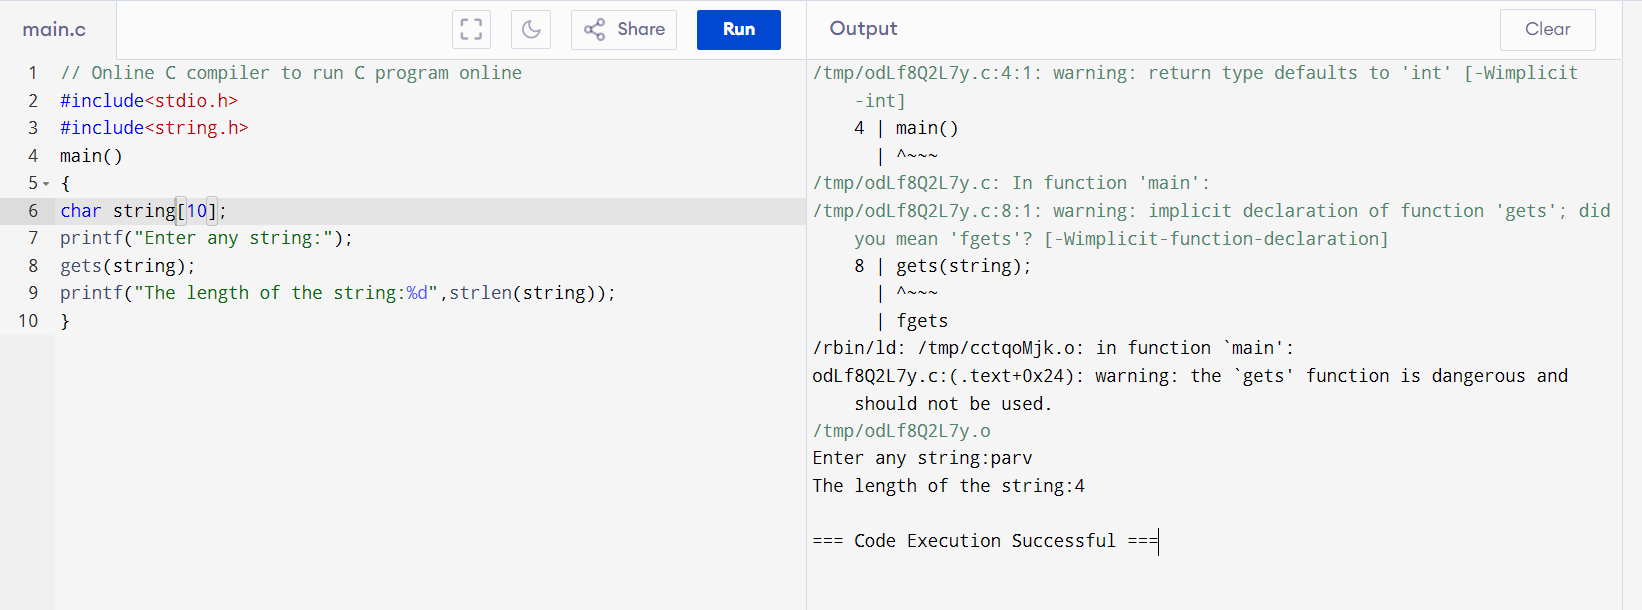 main.c
Share
Run
Output
Clear
1 // Online C compiler to run C program online
2 #include<stdio.h>
3 #include<string.h>
4 main()
5 {
6 char string[10];
7 printf("Enter any string:");
8 gets(string);
9 printf("The length of the string:%d",strlen(string));
10 }
/tmp/odLf8Q2L7y.c:4:1: warning: return type defaults to 'int' [-Wimplicit
-int]
4 | main()
| ^~~~
/tmp/odLf8Q2L7y.c: In function 'main':
/tmp/odLf8Q2L7y.c:8:1: warning: implicit declaration of function 'gets'; did
you mean 'fgets'? [-Wimplicit-function-declaration]
8 | gets(string);
| ^~~~
| fgets
/rbin/ld: /tmp/cctqoMjk.o: in function `main':
odLf8Q2L7y.c:(.text+0x24): warning: the `gets' function is dangerous and
should not be used.
/tmp/odLf8Q2L7y.o
Enter any string:parv
The length of the string:4
=== Code Execution Successful ===